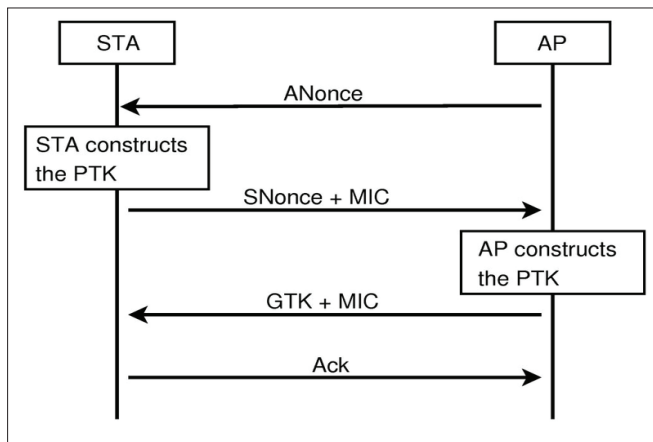 STA
AP
ANonce
STA constructs
the PTK
SNonce + MIC
AP constructs
the PTK
GTK + MIC
Ack